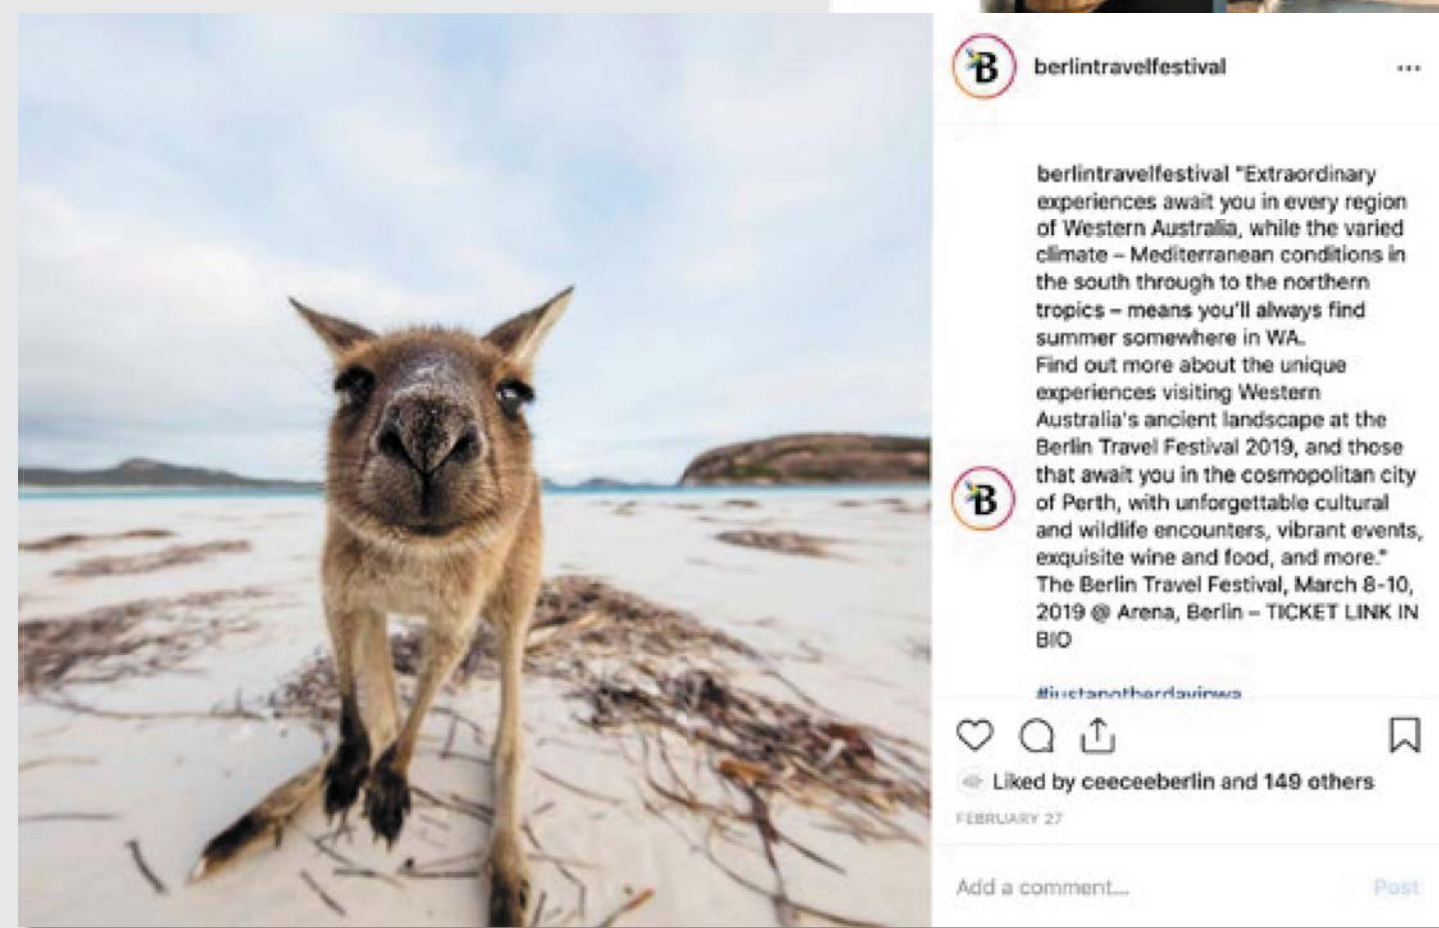 B
berlintravelfestival
...
berlintravelfestival "Extraordinary
experiences await you in every region
of Western Australia, while the varied
climate – Mediterranean conditions in
the south through to the northern
tropics – means you'll always find
summer somewhere in WA.
Find out more about the unique
experiences visiting Western
Australia's ancient landscape at the
Berlin Travel Festival 2019, and those
that await you in the cosmopolitan city
B
of Perth, with unforgettable cultural
and wildlife encounters, vibrant events,
exquisite wine and food, and more."
The Berlin Travel Festival, March 8-10,
2019 @ Arena, Berlin – TICKET LINK IN
BIO
#justanotherdayinwa
Liked by ceeceeberlin and 149 others
FEBRUARY 27
Add a comment...
Post